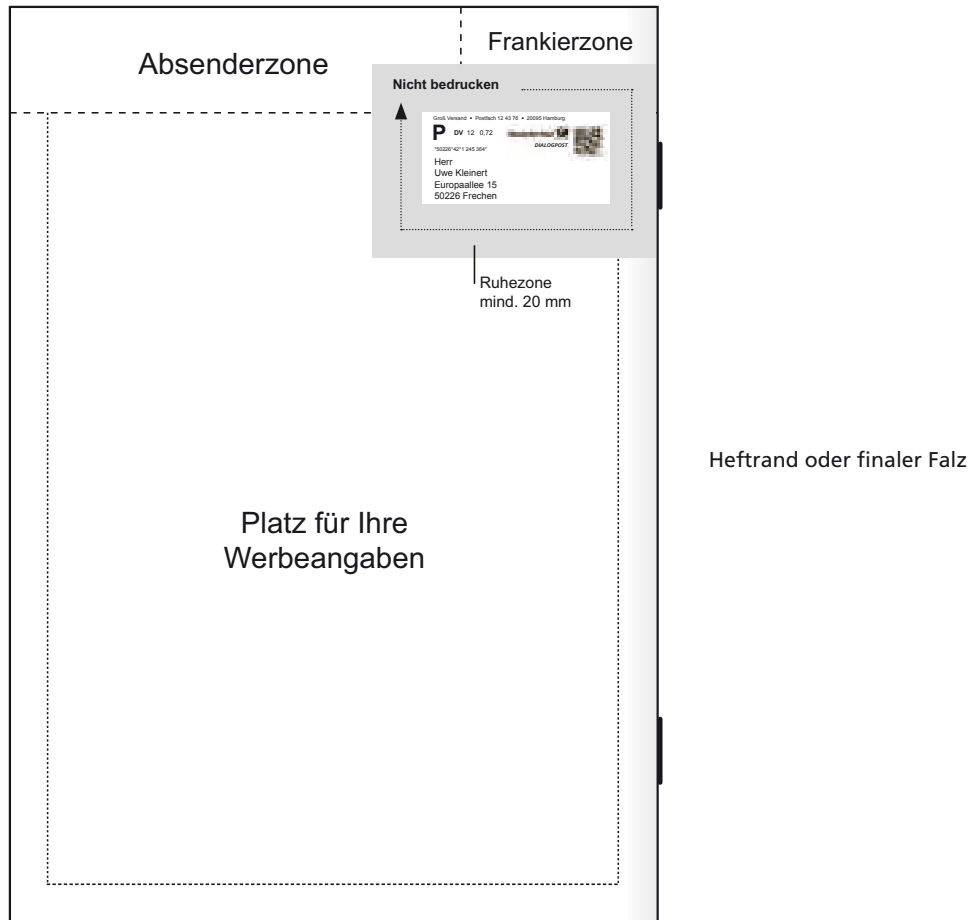 Absenderzone
Frankierzone
Nicht bedrucken
Groß Versand • Postfach 12 43 76 • 20095 Hamburg
P DV 12 0,72
DIALOGPOST
*50226*42*1 245 364*
Herr
Uwe Kleinert
Europaallee 15
50226 Frechen
Ruhezone
mind. 20 mm
Heftrand oder finaler Falz
Platz für Ihre
Werbeangaben